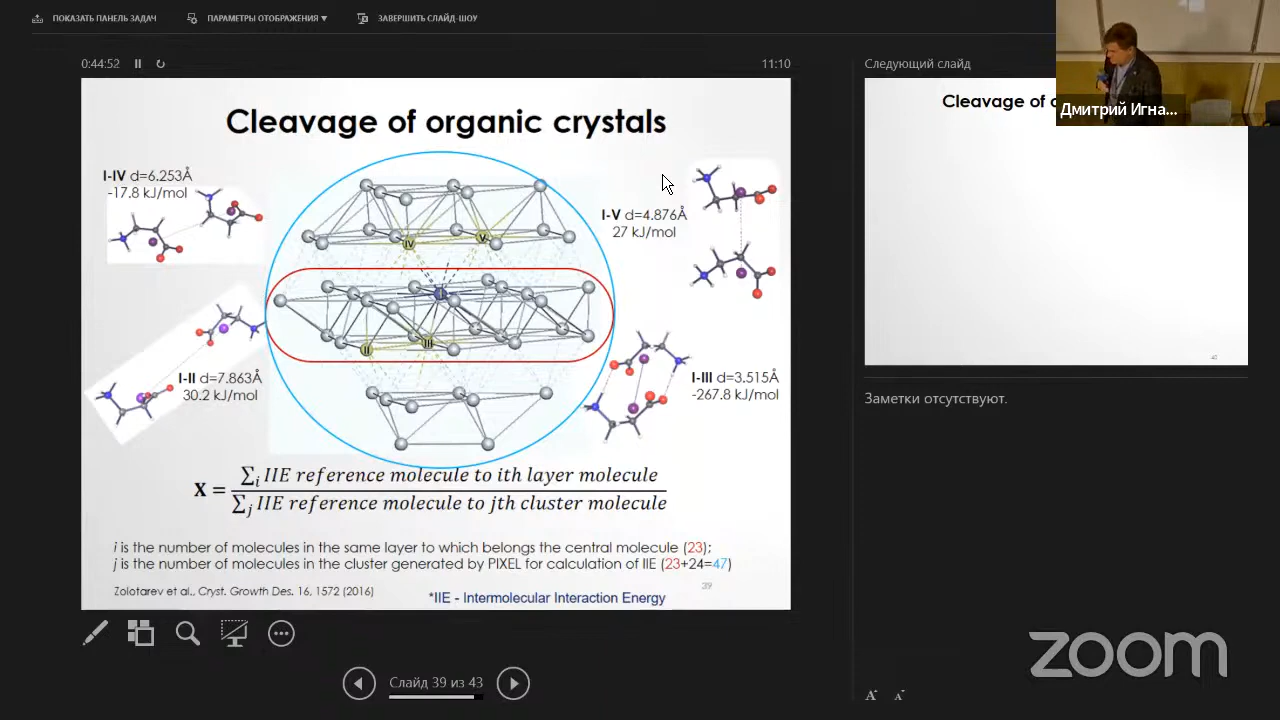 ПОКАЗАТЬ ПАНЕЛЬ ЗАДАЧ
ПАРАМЕТРЫ ОТОБРАЖЕНИЯ ▾
ЗАВЕРШИТЬ СЛАЙД-ШОУ
0:44:52
11:10
Следующий слайд
Дмитрий Игна...
Cleavage of organic crystals
Cleavage of
I-IV d=6.253Å
-17.8 kJ/mol
I-V d=4.876Å
27 kJ/mol
IV
V
II
III
I-II d=7.863Å
30.2 kJ/mol
I-III d=3.515Å
-267.8 kJ/mol
X = ∑i IIE reference molecule to ith layer molecule
∑j IIE reference molecule to jth cluster molecule
i is the number of molecules in the same layer to which belongs the central molecule (23);
j is the number of molecules in the cluster generated by PIXEL for calculation of IIE (23+24=47)
39
Zolotarev et al., Cryst. Growth Des. 16, 1572 (2016)
*IIE - Intermolecular Interaction Energy
Заметки отсутствуют.
Слайд 39 из 43
zoom
A A